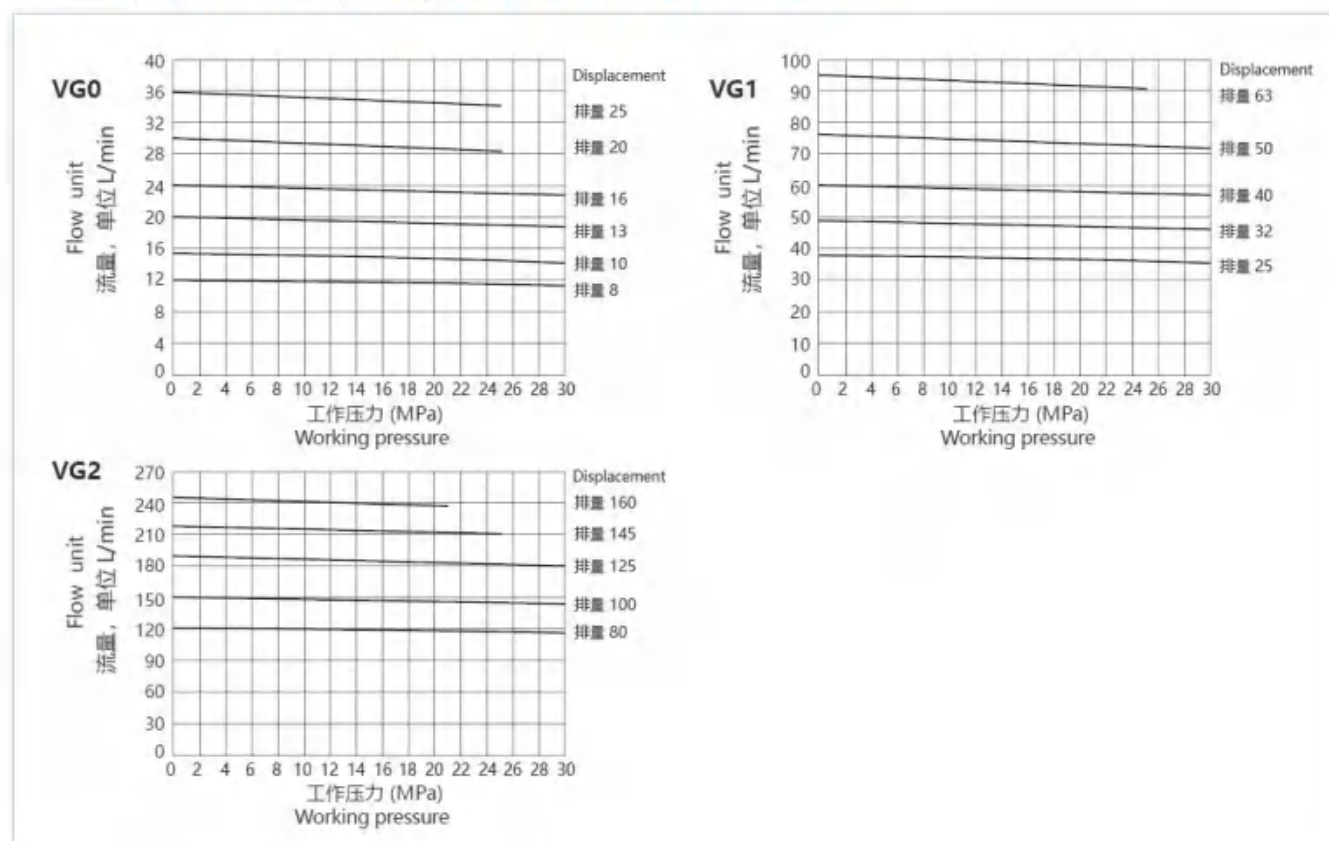 VG0
Flow unit
流量，单位 L/min
40
36
32
28
24
20
16
12
8
4
0
0 2 4 6 8 10 12 14 16 18 20 22 24 26 28 30
工作压力 (MPa)
Working pressure
Displacement
排量 25
排量 20
排量 16
排量 13
排量 10
排量 8
VG1
Flow unit
流量，单位 L/min
100
90
80
70
60
50
40
30
20
10
0
0 2 4 6 8 10 12 14 16 18 20 22 24 26 28 30
工作压力 (MPa)
Working pressure
Displacement
排量 63
排量 50
排量 40
排量 32
排量 25
VG2
Flow unit
流量，单位 L/min
270
240
210
180
150
120
90
60
30
0
0 2 4 6 8 10 12 14 16 18 20 22 24 26 28 30
工作压力 (MPa)
Working pressure
Displacement
排量 160
排量 145
排量 125
排量 100
排量 80